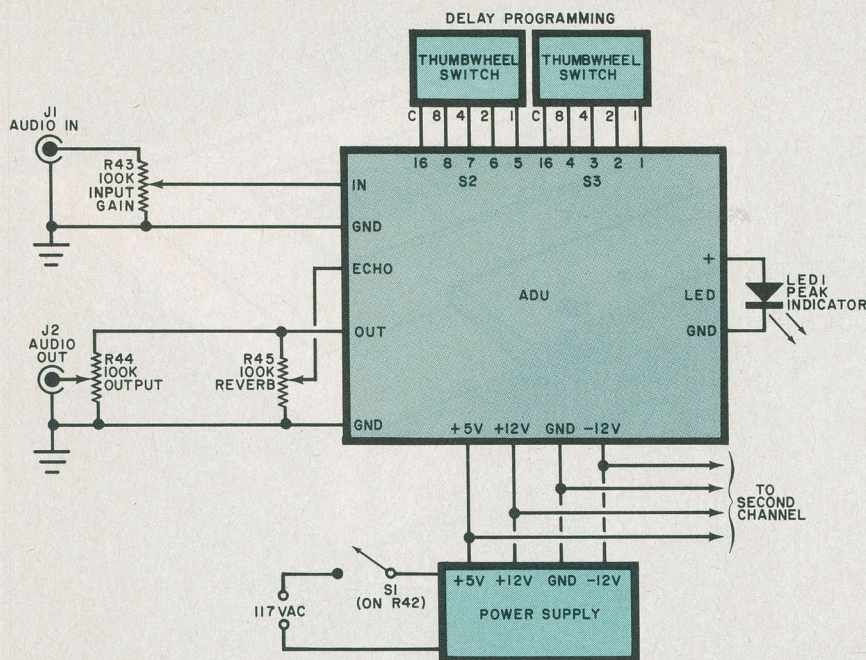 DELAY PROGRAMMING
THUMBWHEEL
SWITCH
THUMBWHEEL
SWITCH
C 8 4 2 1
C 8 4 2 1
16 8 7 6 5
16 4 3 2 1
S2
S3
J1
AUDIO IN
R43
100K
INPUT
GAIN
IN
GND
ECHO
ADU
+
LED
GND
LED1
PEAK
INDICATOR
J2
AUDIO
OUT
R44
100K
OUTPUT
R45
100K
REVERB
OUT
GND
+5V +12V GND -12V
TO
SECOND
CHANNEL
117VAC
S1
(ON R42)
+5V +12V GND -12V
POWER SUPPLY